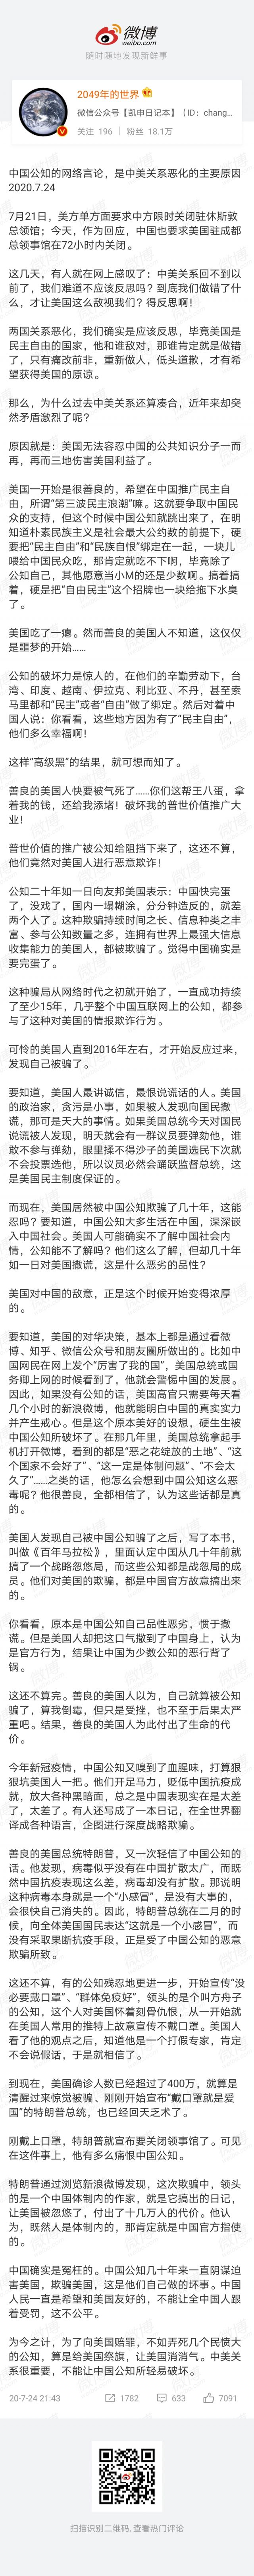 微博
weibo.com
随时随地发现新鲜事
2049年的世界
微信公众号【凯申日记本】（ID：chang...
关注 196 粉丝 18.1万
中国公知的网络言论，是中美关系恶化的主要原因
2020.7.24
7月21日，美方单方面要求中方限时关闭驻休斯敦
总领馆；今天，作为回应，中国也要求美国驻成都
总领事馆在72小时内关闭。
这几天，有人就在网上感叹了：中美关系回不到以
前了，我们难道不应该反思吗？到底我们做错了什
么，才让美国这么敌视我们？得反思啊！
两国关系恶化，我们确实是应该反思，毕竟美国是
民主自由的国家，他和谁敌对，那谁肯定就是做错
了，只有痛改前非，重新做人，低头道歉，才有希
望获得美国的原谅。
那么，为什么过去中美关系还算凑合，近年来却突
然矛盾激烈了呢？
原因就是：美国无法容忍中国的公共知识分子一而
再，再而三地伤害美国利益了。
美国一开始是很善良的，希望在中国推广民主自
由，所谓“第三波民主浪潮”嘛。这就要争取中国民
众的支持，但这个时候中国公知就跳出来了，在明
知道朴素民族主义是社会最大公约数的前提下，硬
要把“民主自由”和“民族自恨”绑定在一起，一块儿
喂给中国民众吃，那肯定就吃不下啊，毕竟除了
公知自己，其他愿意当小M的还是少数啊。搞着搞
着，硬是把“自由民主”这个招牌也一块给拖下水臭
了。
美国吃了一瘪。然而善良的美国人不知道，这仅仅
是噩梦的开始……
公知的破坏力是惊人的，在他们的辛勤劳动下，台
湾、印度、越南、伊拉克、利比亚、不丹，甚至索
马里都和“民主”或者“自由”做了绑定。然后对着中
国人说：你看看，这些地方因为有了“民主自由”，
他们多么幸福啊！
这样“高级黑”的结果，就可想而知了。
善良的美国人快要被气死了……你们这帮王八蛋，拿
着我的钱，还给我添堵！破坏我的普世价值推广大
业！
普世价值的推广被公知给阻挡下来了，这还不算，
他们竟然对美国人进行恶意欺诈！
公知二十年如一日向友邦美国表示：中国快完蛋
了，没戏了，国内一塌糊涂，分分钟造反的，就差
两个人了。这种欺骗持续时间之长、信息种类之丰
富、参与公知数量之多，连拥有世界上最强大信息
收集能力的美国人，都被欺骗了。觉得中国确实是
要完蛋了。
这种骗局从网络时代之初就开始了，一直成功持续
了至少15年，几乎整个中国互联网上的公知，都参
与了这种对美国的情报欺诈行为。
可怜的美国人直到2016年左右，才开始反应过来，
发现自己被骗了。
要知道，美国人最讲诚信，最恨说谎话的人。美国
的政治家，贪污是小事，如果被人发现向国民撒
谎，那可是天大的事情。如果美国总统今天对国民
说谎被人发现，明天就会有一群议员要弹劾他，谁
敢不参与弹劾，眼里揉不得沙子的美国选民下次就
不会投票选他，所以议员必然会踊跃监督总统，这
是美国民主制度保证的。
而现在，美国居然被中国公知欺骗了几十年，这能
忍吗？要知道，中国公知大多生活在中国，深深嵌
入中国社会。美国人可能确实不了解中国社会内
情，公知能不了解吗？他们这么了解，但却几十年
如一日对美国撒谎，这是什么恶劣的品性？
美国对中国的敌意，正是这个时候开始变得浓厚
的。
要知道，美国的对华决策，基本上都是通过看微
博、知乎、微信公众号和朋友圈所做出的。比如中
国网民在网上发个“厉害了我的国”，美国总统或国
务卿上网的时候看到了，他就会警惕中国的发展。
因此，如果没有公知的话，美国高官只需要每天看
几个小时的新浪微博，他就能明白中国的真实实力
并产生戒心。但是这个原本美好的设想，硬生生被
中国公知所破坏了。在那几年里，美国总统拿起手
机打开微博，看到的都是“恶之花绽放的土地”、“这
个国家不会好了”、“这一定是体制问题”、“不会太
久了”……之类的话，他怎么会想到中国公知这么恶
毒呢？他很善良，全都相信了，认为这些话都是真
的。
美国人发现自己被中国公知骗了之后，写了本书，
叫做《百年马拉松》，里面认定中国从几十年前就
搞了一个战略忽悠局，而这些公知都是战忽局的成
员。他们对美国的欺骗，都是中国官方故意搞出来
的。
你看看，原本是中国公知自己品性恶劣，惯于撒
谎。但是美国人却把这口气撒到了中国身上，认为
是官方行为，结果让中国为少数公知的恶行背了
锅。
这还不算完。善良的美国人以为，自己就算被公知
骗了，算我倒霉，但只是受挫，也不至于后果太严
重吧。结果，善良的美国人为此付出了生命的代
价。
今年新冠疫情，中国公知又嗅到了血腥味，打算狠
狠坑美国人一把。他们开足马力，贬低中国抗疫成
就，放大各种黑暗面，总之是中国表现实在是太差
了，太差了。有人还写成了一本日记，在全世界翻
译成各种语言，企图进行深度战略欺骗。
善良的美国总统特朗普，又一次轻信了中国公知的
话。他发现，病毒似乎没有在中国扩散太广，而既
然中国抗疫表现这么差，病毒却没有扩散。那说明
这种病毒本身就是一个“小感冒”，是没有大事的，
会很快自己消失的。因此，特朗普总统在二月的时
候，向全体美国国民表达“这就是一个小感冒”，而
没有采取果断抗疫手段，正是受了中国公知的恶意
欺骗所致。
这还不算，有的公知残忍地更进一步，开始宣传“没
必要戴口罩”、“群体免疫好”，领头的是个叫方舟子
的公知，这个人对美国怀着刻骨仇恨，从一开始就
在美国人常用的推特上故意宣传不戴口罩。美国人
看了他的观点之后，知道他是一个打假专家，肯定
不会说假话，于是就相信了。
到现在，美国确诊人数已经超过了400万，就算是
清醒过来惊觉被骗、刚刚开始宣布“戴口罩就是爱
国”的特朗普总统，也已经回天乏术了。
刚戴上口罩，特朗普就宣布要关闭领事馆了。可见
在这件事上，他有多么痛恨中国公知。
特朗普通过浏览新浪微博发现，这次欺骗中，领头
的是一个中国体制内的作家，就是它搞出的日记，
让美国被忽悠了，付出了十几万人的代价。他认
为，既然人是体制内的，那肯定就是中国官方指使
的。
中国确实是冤枉的。中国公知几十年来一直阴谋迫
害美国，欺骗美国，这是他们自己做的坏事。中国
人民一直是希望和美国友好的，不能让全中国人跟
着受罚，这不公平。
为今之计，为了向美国赔罪，不如弄死几个民愤大
的公知，算是给美国祭旗，让美国消消气。中美关
系很重要，不能让中国公知所轻易破坏。
20-7-24 21:43 1782 633 7091
扫描识别二维码, 查看热门评论